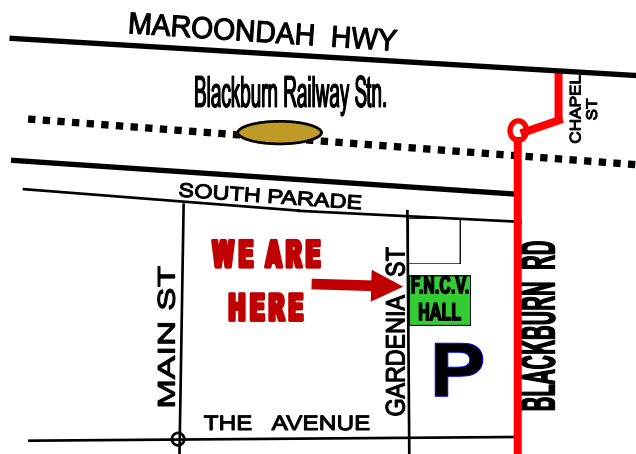 MAROONDAH HWY
Blackburn Railway Stn.
CHAPEL
ST
SOUTH PARADE
WE ARE
HERE
MAIN ST
GARDENIA ST
F.N.C.V.
HALL
BLACKBURN RD
P
THE AVENUE